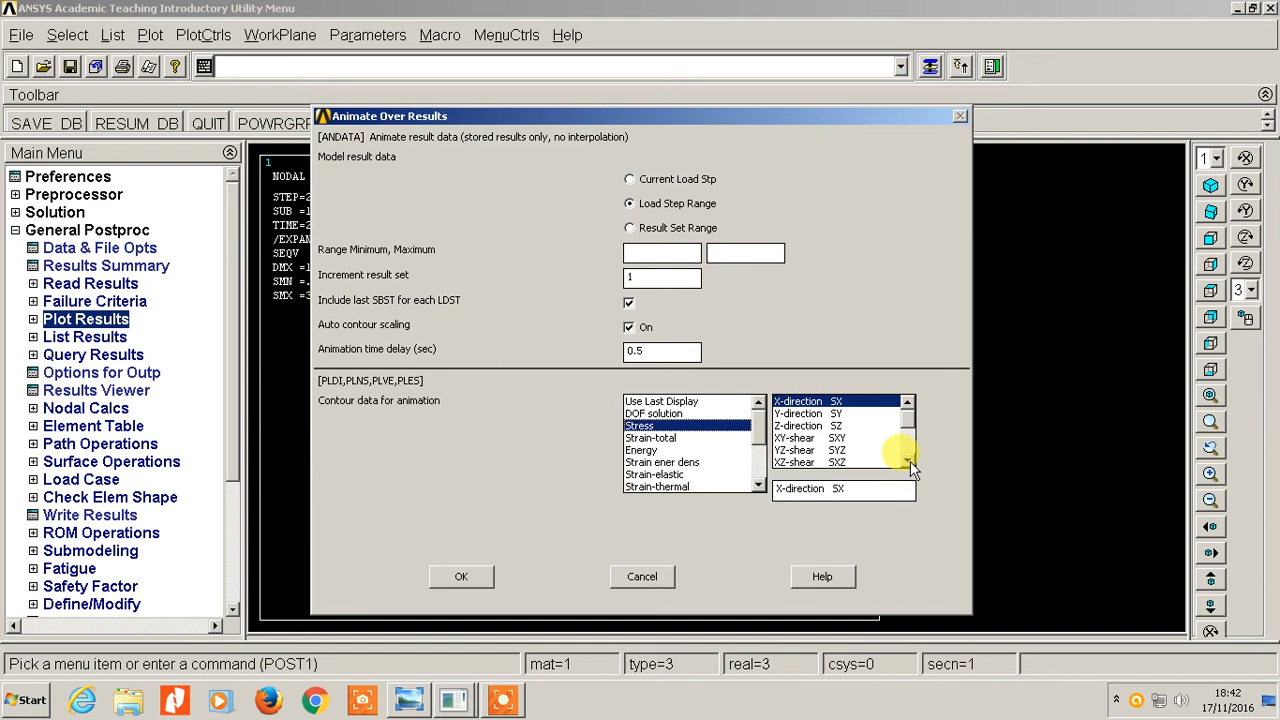 ANSYS Academic Teaching Introductory Utility Menu
File Select List Plot PlotCtrls WorkPlane Parameters Macro MenuCtrls Help
Toolbar
SAVE_DB RESUM_DB QUIT POWRGR
Main Menu
Preferences
Preprocessor
Solution
General Postproc
Data & File Opts
Results Summary
Read Results
Failure Criteria
Plot Results
List Results
Query Results
Options for Outp
Results Viewer
Nodal Calcs
Element Table
Path Operations
Surface Operations
Load Case
Check Elem Shape
Write Results
ROM Operations
Submodeling
Fatigue
Safety Factor
Define/Modify
1
NODAL
STEP=2
SUB =1
TIME=2
/EXPAN
SEQV
DMX =1
SMN =.
SMX =3
Animate Over Results
[ANDATA] Animate result data (stored results only, no interpolation)
Model result data
Current Load Stp
Load Step Range
Result Set Range
Range Minimum, Maximum
Increment result set 1
Include last SBST for each LDST
Auto contour scaling On
Animation time delay (sec) 0.5
[PLDI,PLNS,PLVE,PLES]
Contour data for animation
Use Last Display
DOF solution
Stress
Strain-total
Energy
Strain ener dens
Strain-elastic
Strain-thermal
X-direction SX
Y-direction SY
Z-direction SZ
XY-shear SXY
YZ-shear SYZ
XZ-shear SXZ
X-direction SX
OK Cancel Help
1
3
Pick a menu item or enter a command (POST1) mat=1 type=3 real=3 csys=0 secn=1
Start
18:42
17/11/2016